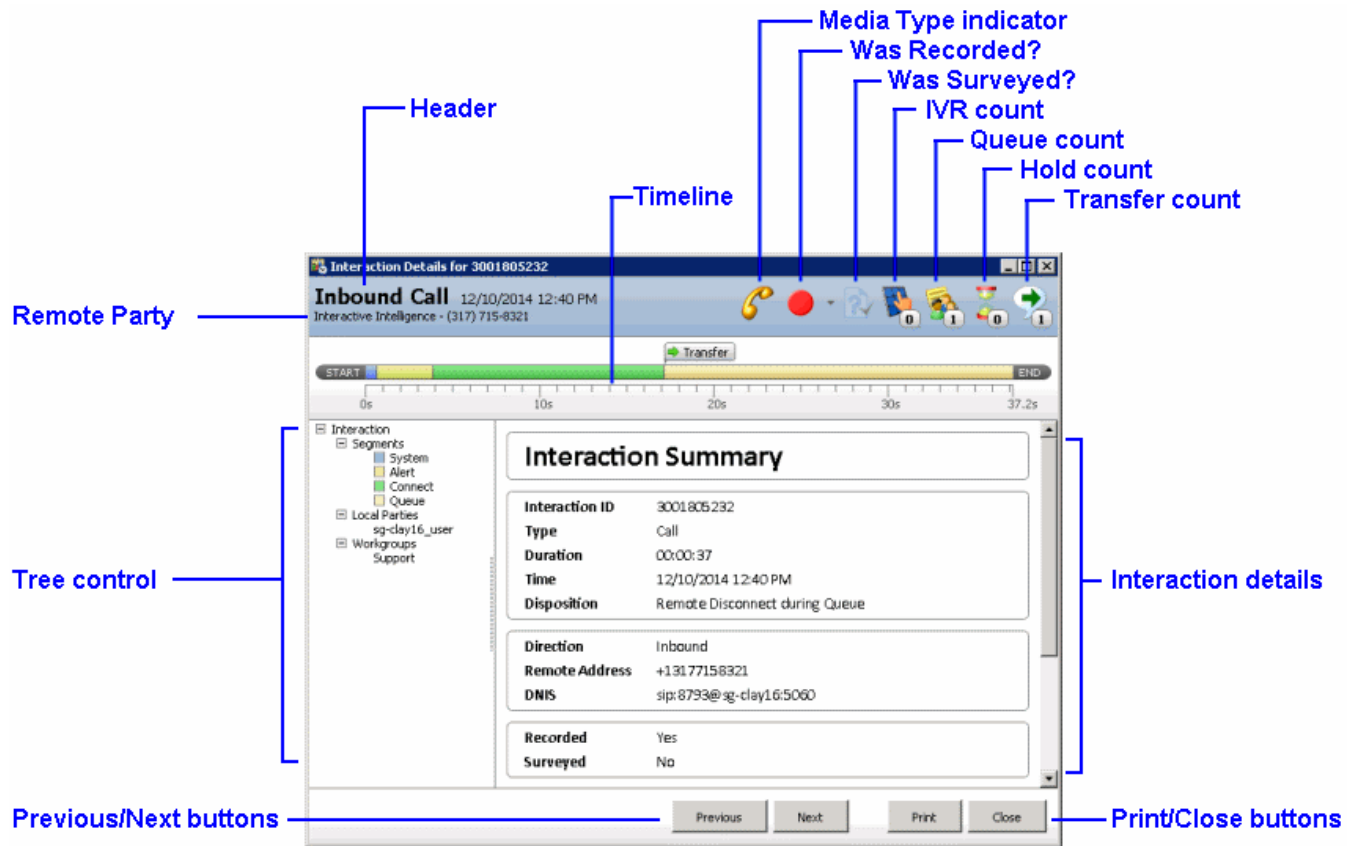 Media Type indicator
Was Recorded?
Was Surveyed?
IVR count
Header
Queue count
Hold count
Timeline
Transfer count
Interaction Details for 3001805232
Inbound Call 12/10/2014 12:40 PM
Remote Party
Interactive Intelligence - (317) 715-8321
0
1
0
1
Transfer
START
END
0s
10s
20s
30s
37.2s
Interaction
Segments
System
Alert
Connect
Queue
Local Parties
sg-clay16_user
Workgroups
Support
Interaction Summary
Interaction ID 3001805232
Type Call
Duration 00:00:37
Time 12/10/2014 12:40 PM
Disposition Remote Disconnect during Queue
Tree control
Interaction details
Direction Inbound
Remote Address +13177158321
DNIS sip:8793@sg-clay16:5060
Recorded Yes
Surveyed No
Previous/Next buttons
Previous
Next
Print
Close
Print/Close buttons